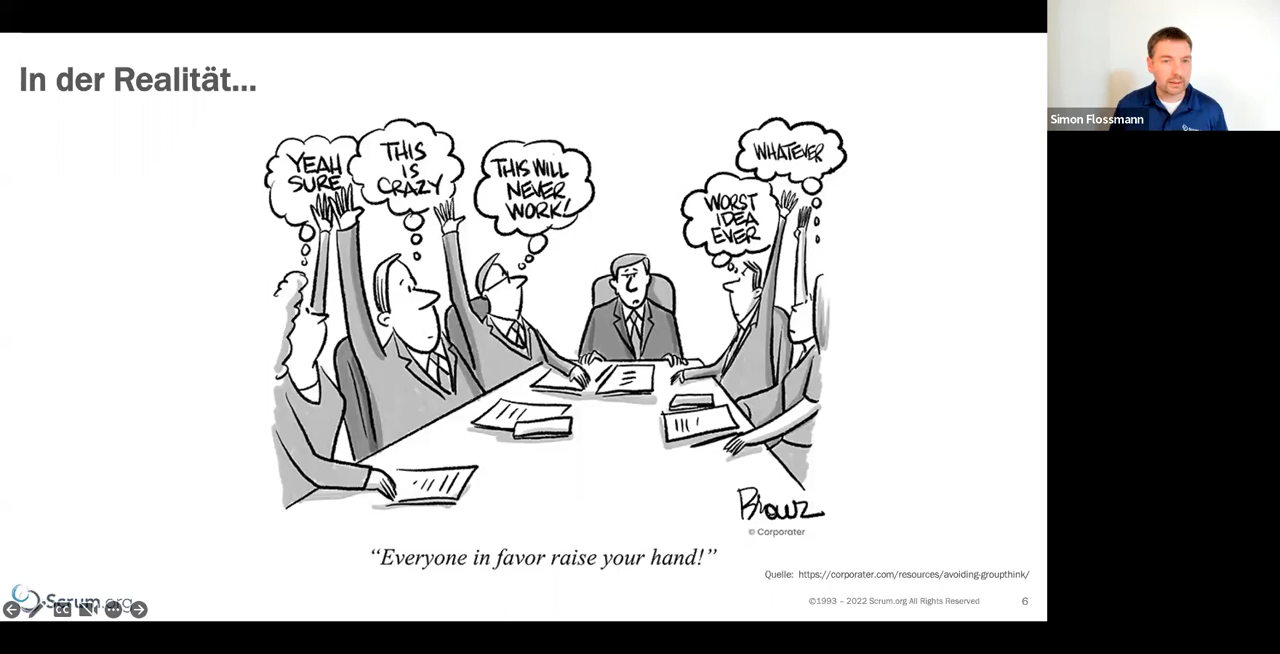 In der Realität...
YEAH
SURE
THIS
IS
CRAZY
THIS WILL
NEVER
WORK!
WORST
IDEA
EVER
WHATEVER
Brouz
© Corporater
“Everyone in favor raise your hand!”
Quelle: https://corporater.com/resources/avoiding-groupthink/
Scrum.org
CC
©1993 – 2022 Scrum.org All Rights Reserved
6
Simon Flossmann